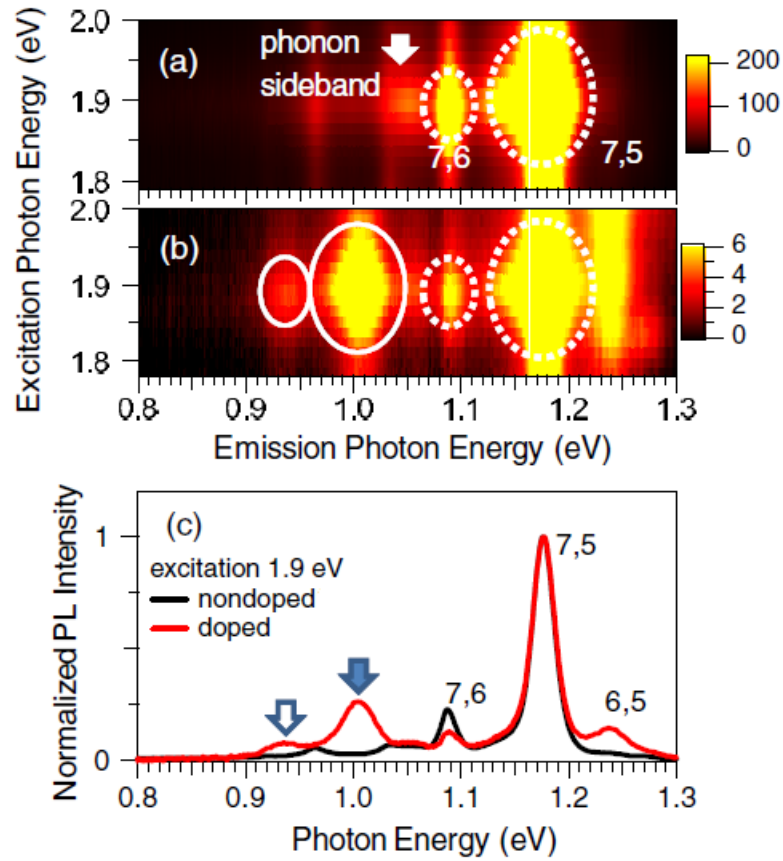 2.0
(a)
phonon
sideband
1.9
7,6
7,5
1.8
200
100
0
2.0
(b)
1.9
1.8
6
4
2
0
Excitation Photon Energy (eV)
0.8 0.9 1.0 1.1 1.2 1.3
Emission Photon Energy (eV)
(c)
excitation 1.9 eV
nondoped
doped
7,5
7,6
6,5
1
0
Normalized PL Intensity
0.8 0.9 1.0 1.1 1.2 1.3
Photon Energy (eV)